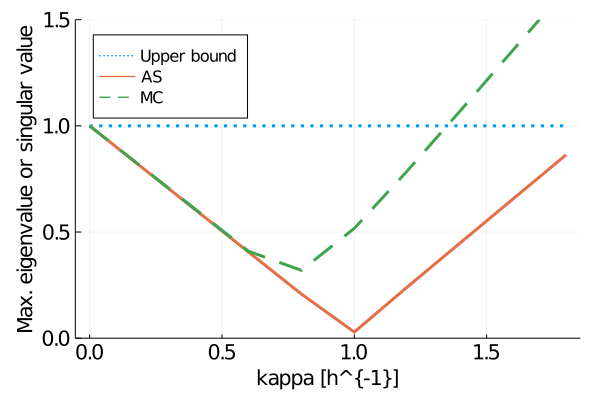 Max. eigenvalue or singular value
1.5
1.0
0.5
0.0
Upper bound
AS
MC
0.0
0.5
1.0
1.5
kappa [h^{-1}]